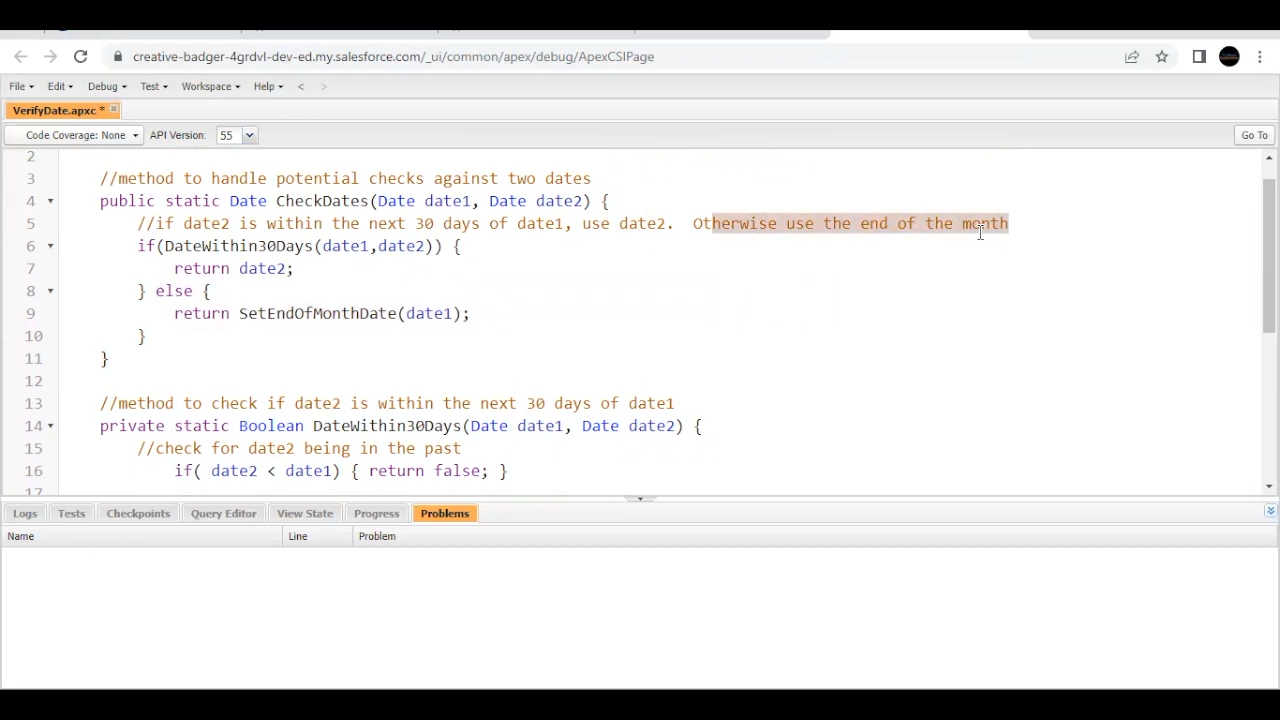 creative-badger-4grdvl-dev-ed.my.salesforce.com/_ui/common/apex/debug/ApexCSIPage
File Edit Debug Test Workspace Help < >
VerifyDate.apxc *
Code Coverage: None API Version: 55 Go To
2
3 //method to handle potential checks against two dates
4 public static Date CheckDates(Date date1, Date date2) {
5 //if date2 is within the next 30 days of date1, use date2.  Otherwise use the end of the month
6 if(DateWithin30Days(date1,date2)) {
7 return date2;
8 } else {
9 return SetEndOfMonthDate(date1);
10 }
11 }
12
13 //method to check if date2 is within the next 30 days of date1
14 private static Boolean DateWithin30Days(Date date1, Date date2) {
15 //check for date2 being in the past
16 if( date2 < date1) { return false; }
17
Logs Tests Checkpoints Query Editor View State Progress Problems
Name Line Problem